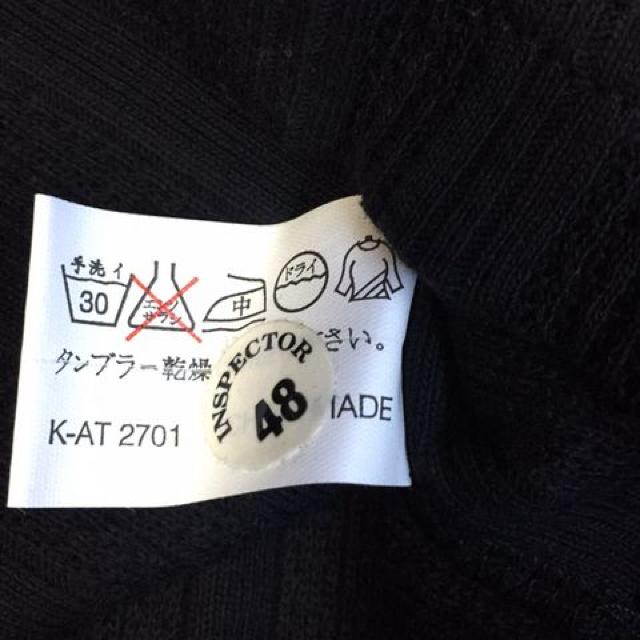 手洗イ
30
エンソ
サラシ
中
ドライ
タンブラー乾燥
さい。
K-AT 2701
MADE
INSPECTOR
48